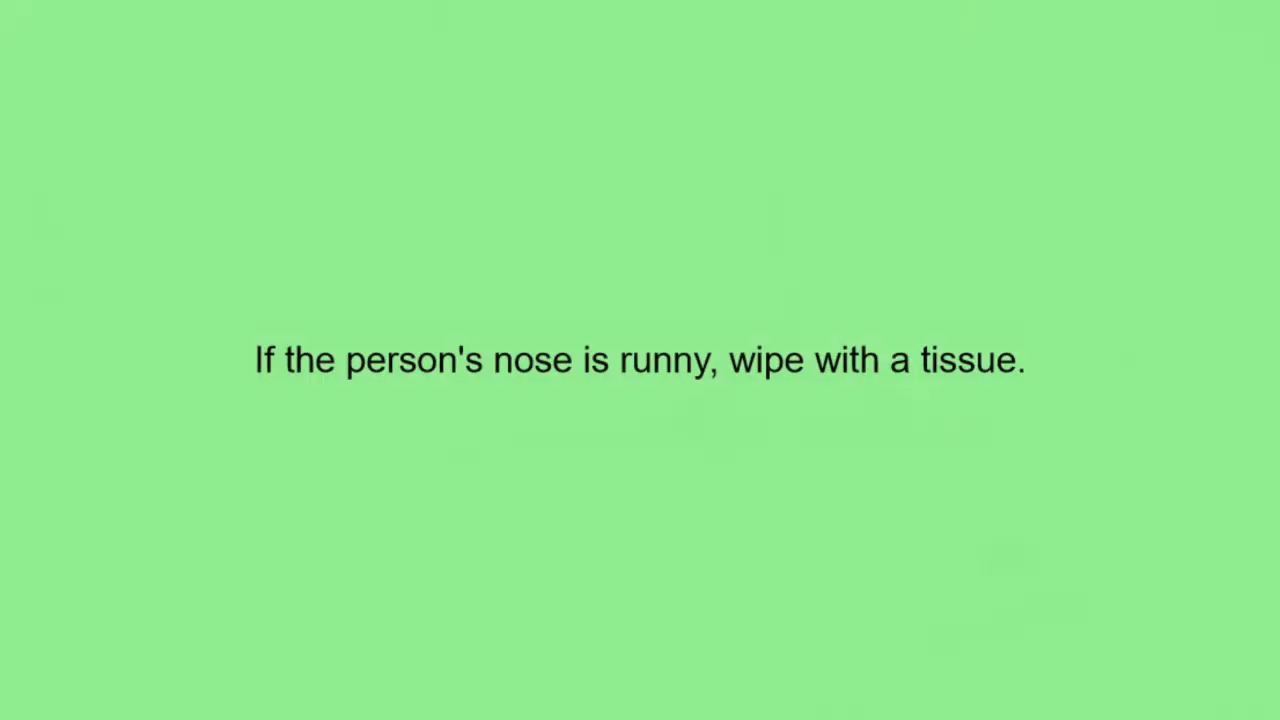 If the person's nose is runny, wipe with a tissue.